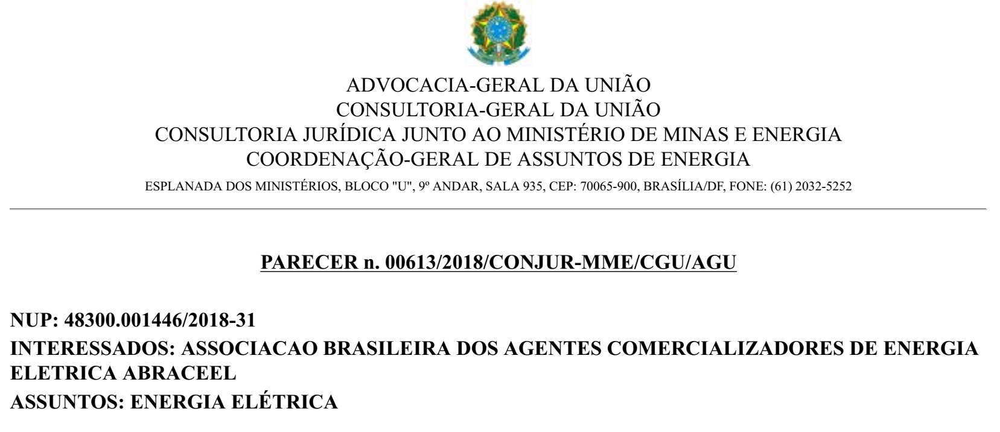 ADVOCACIA-GERAL DA UNIÃO
CONSULTORIA-GERAL DA UNIÃO
CONSULTORIA JURÍDICA JUNTO AO MINISTÉRIO DE MINAS E ENERGIA
COORDENAÇÃO-GERAL DE ASSUNTOS DE ENERGIA
ESPLANADA DOS MINISTÉRIOS, BLOCO "U", 9º ANDAR, SALA 935, CEP: 70065-900, BRASÍLIA/DF, FONE: (61) 2032-5252
PARECER n. 00613/2018/CONJUR-MME/CGU/AGU
NUP: 48300.001446/2018-31
INTERESSADOS: ASSOCIACAO BRASILEIRA DOS AGENTES COMERCIALIZADORES DE ENERGIA
ELETRICA ABRACEEL
ASSUNTOS: ENERGIA ELÉTRICA